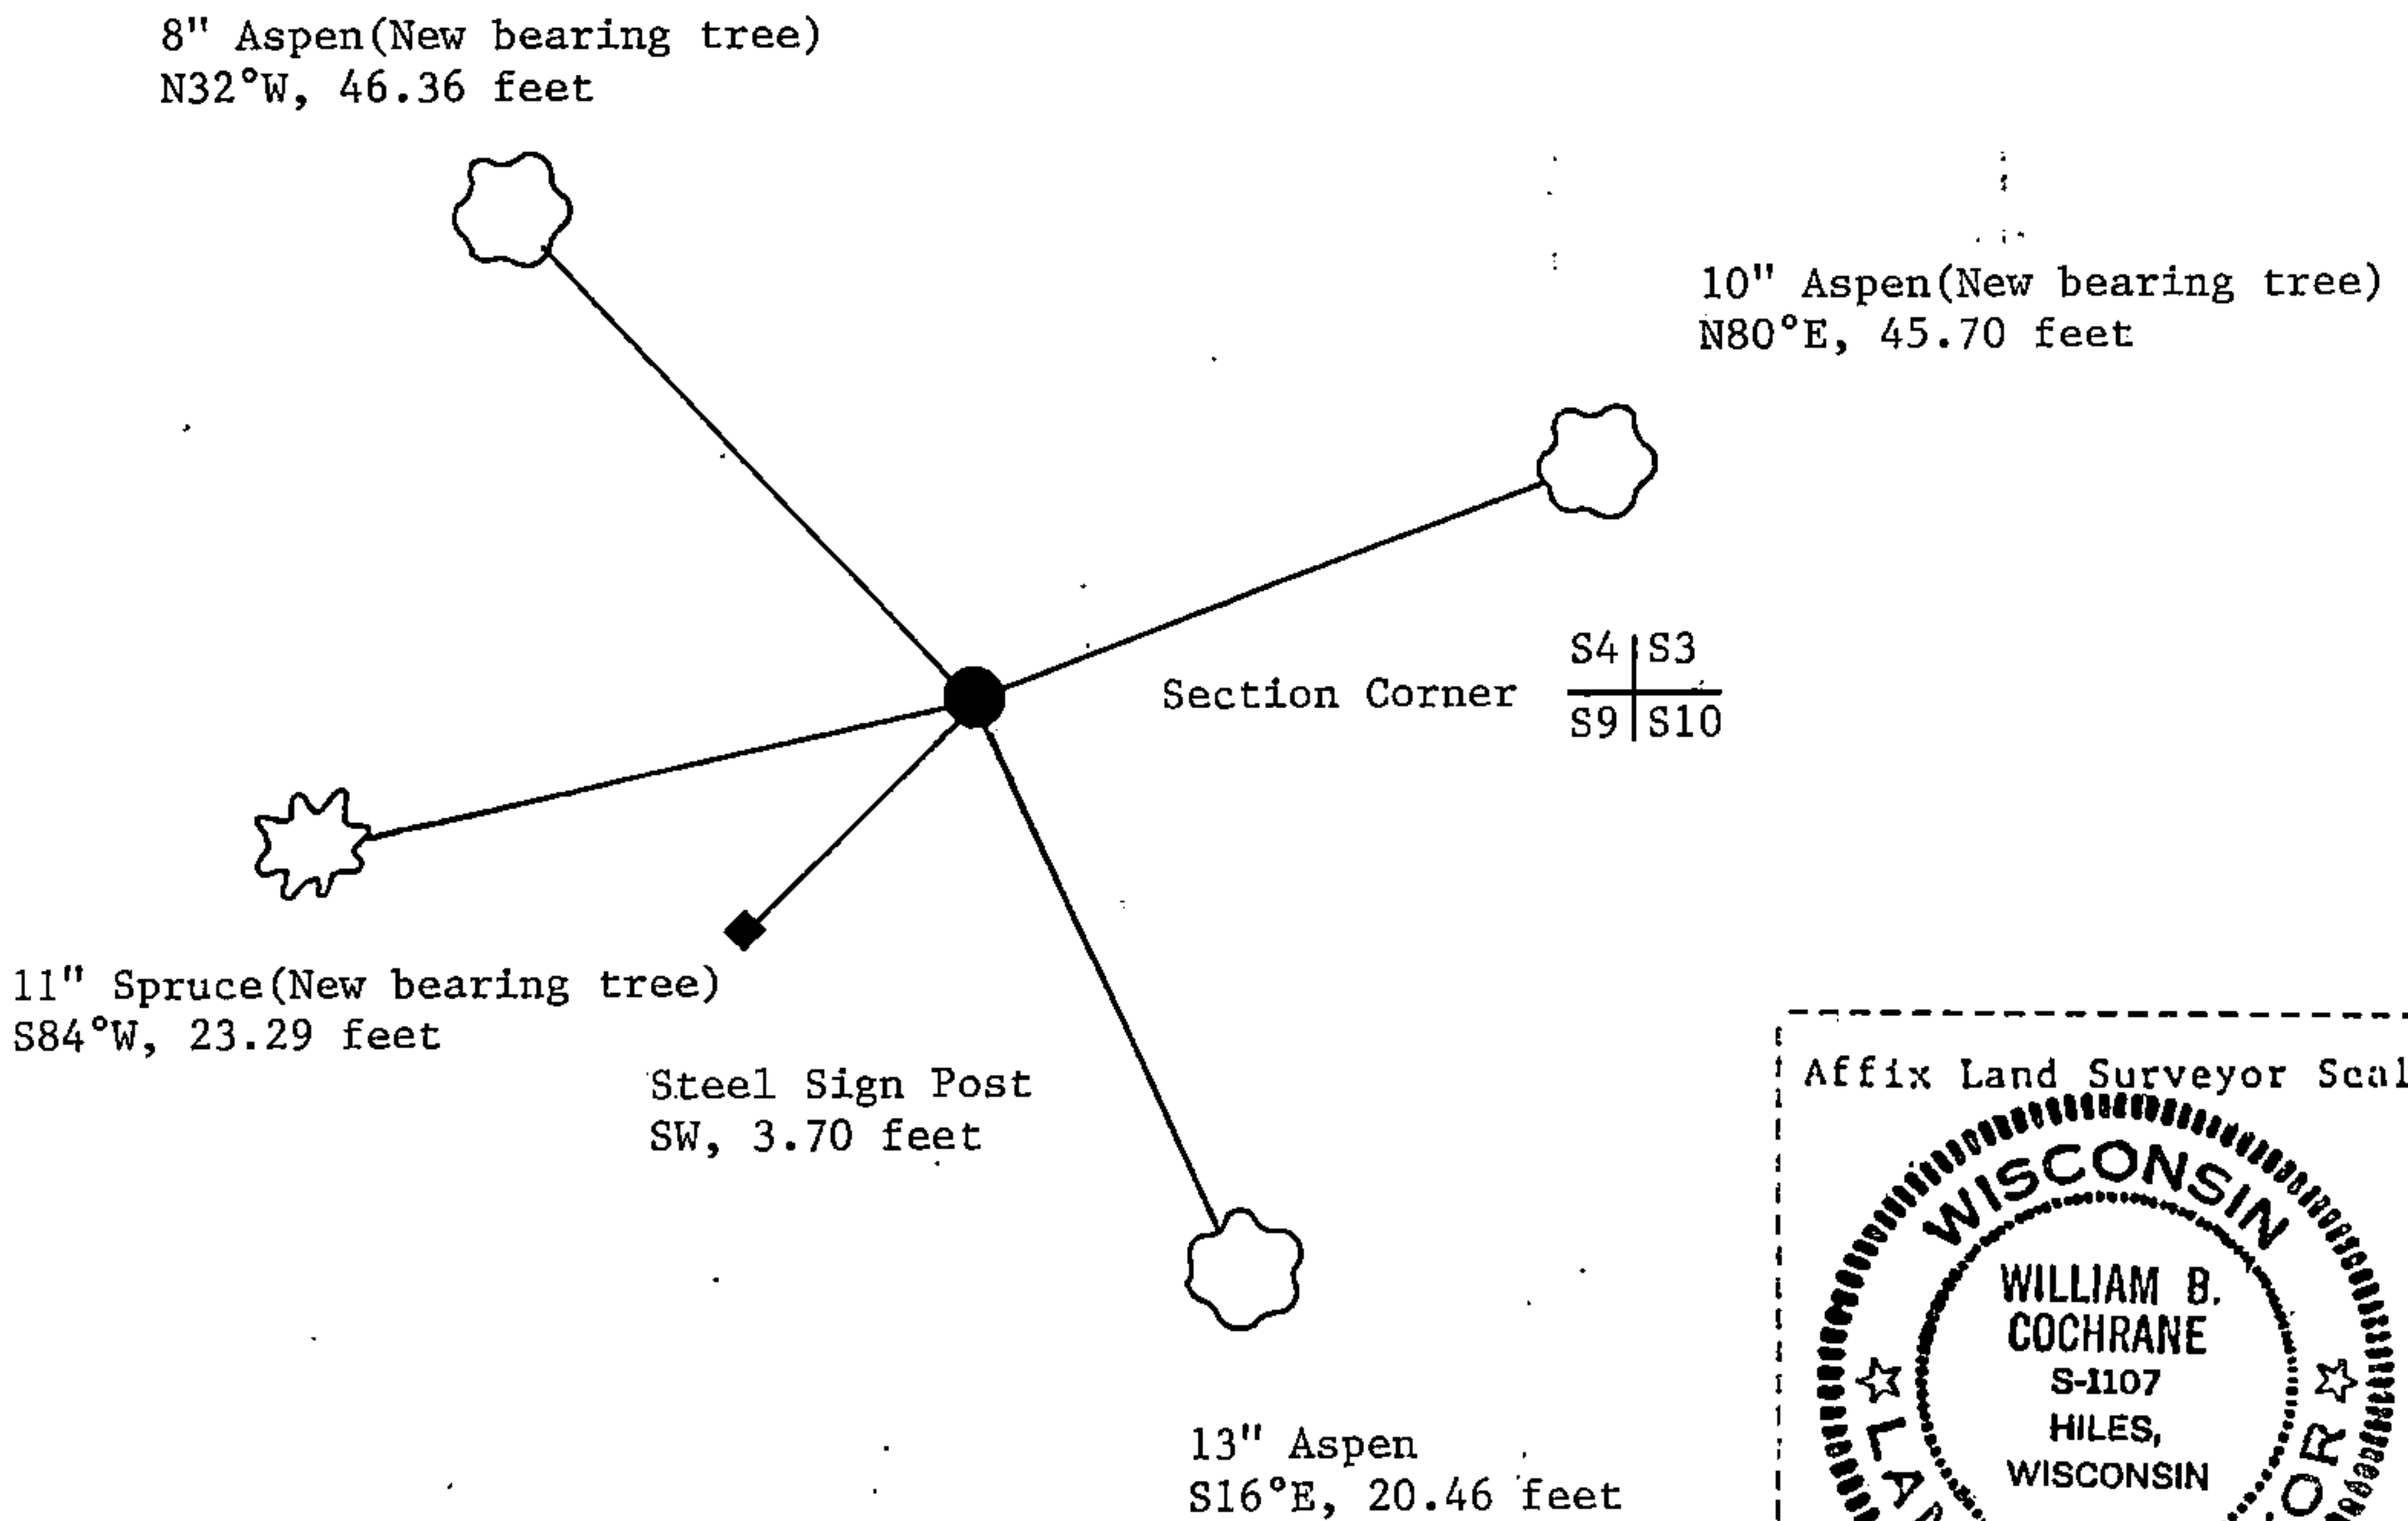 8" Aspen(New bearing tree)
N32°W, 46.36 feet
10" Aspen(New bearing tree)
N80°E, 45.70 feet
S4 S3
Section Corner
S9 S10
11" Spruce(New bearing tree)
S84°W, 23.29 feet
Steel Sign Post
SW, 3.70 feet
13" Aspen
S16°E, 20.46 feet
Affix Land Surveyor Seal
WISCONSIN
WILLIAM B.
COCHRANE
S-1107
HILES,
WISCONSIN